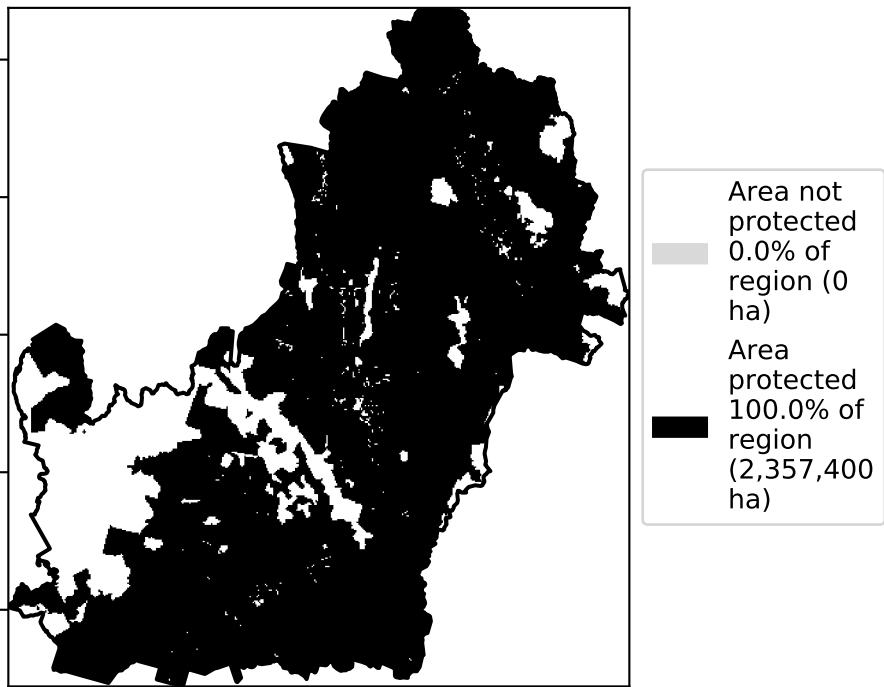 Area not
protected
0.0% of
region (0
ha)
Area
protected
100.0% of
region
(2,357,400
ha)